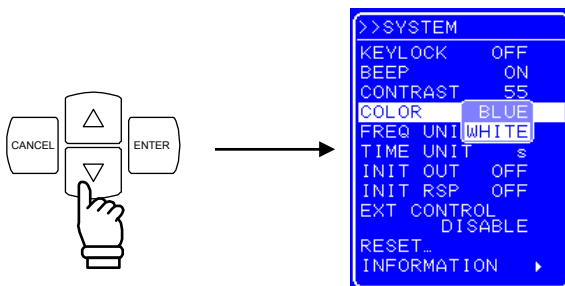 CANCEL
ENTER
>>SYSTEM
KEYLOCK OFF
BEEP ON
CONTRAST 55
COLOR BLUE
FREQ UNI WHITE
TIME UNIT s
INIT OUT OFF
INIT RSP OFF
EXT CONTROL
DISABLE
RESET…
INFORMATION